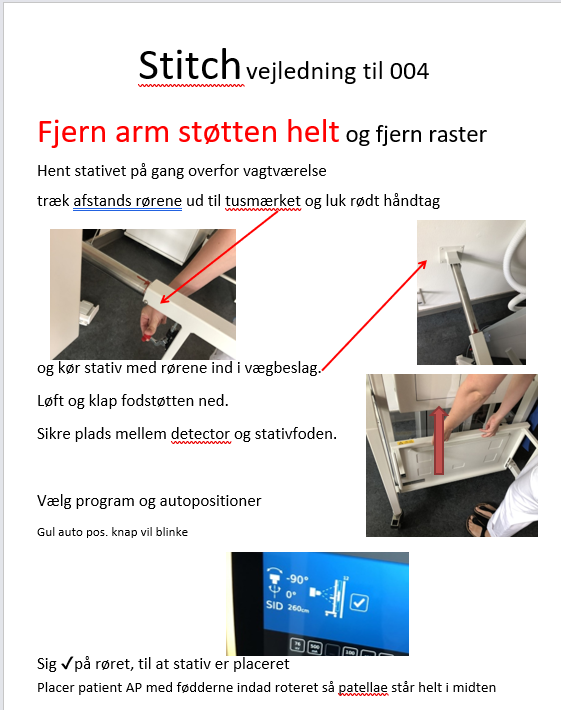 Stitch vejledning til 004
Fjern arm støtten helt og fjern raster
Hent stativet på gang overfor vagtværelse
træk afstands rørene ud til tusmærket og luk rødt håndtag
og kør stativ med rørene ind i vægbeslag.
Løft og klap fodstøtten ned.
Sikre plads mellem detector og stativfoden.
Vælg program og autopositioner
Gul auto pos. knap vil blinke
-90°
0°
SID 260cm
Sig ✓på røret, til at stativ er placeret
Placer patient AP med fødderne indad roteret så patellae står helt i midten